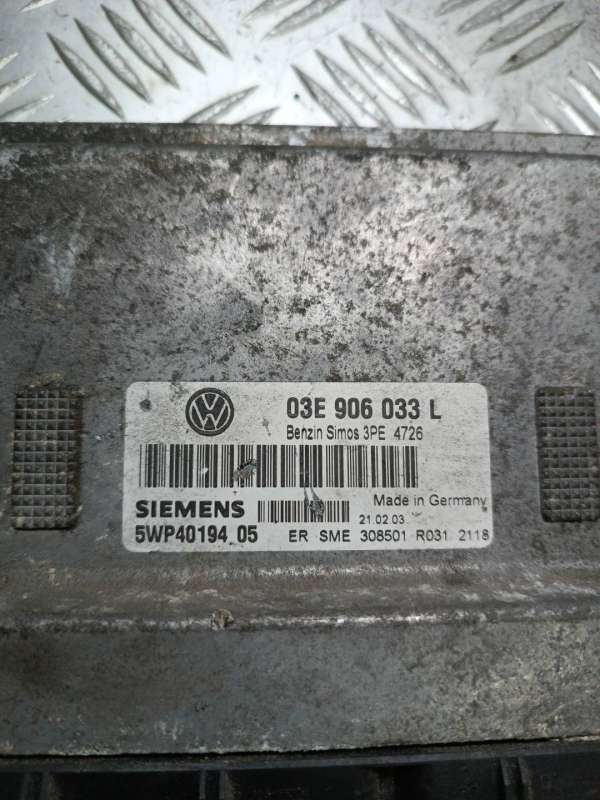 03E 906 033 L
Benzin Simos 3PE 4726
SIEMENS
Made in Germany
21.02.03
5WP40194 05
ER SME 308501 R031 2118